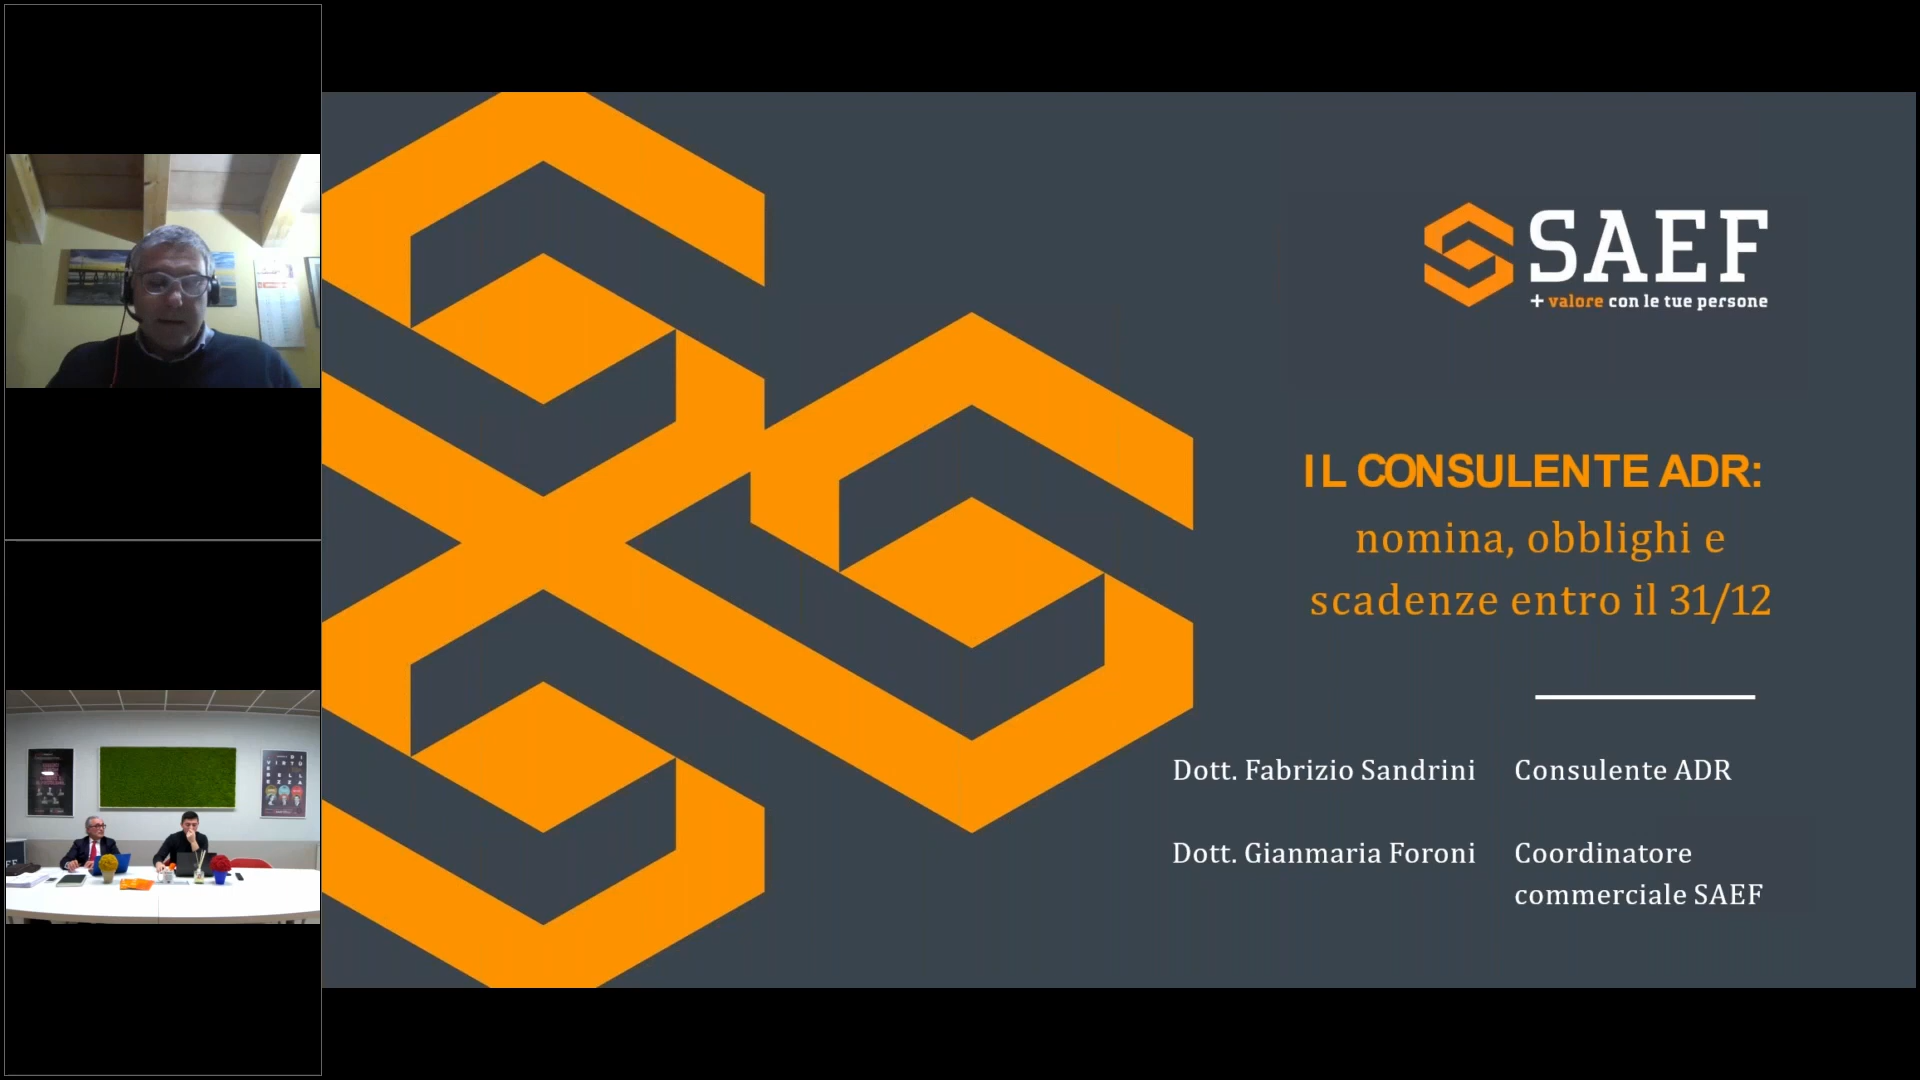 SAEF
+ valore con le tue persone
IL CONSULENTE ADR:
nomina, obblighi e
scadenze entro il 31/12
Dott. Fabrizio Sandrini Consulente ADR
Dott. Gianmaria Foroni Coordinatore
commerciale SAEF